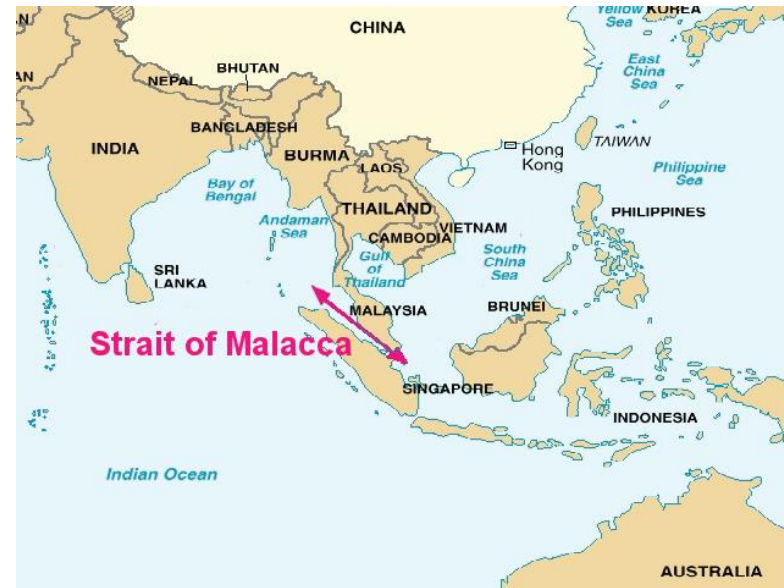 Yellow
Sea
KOREA
CHINA
East
China
Sea
AN
NEPAL
BHUTAN
BANGLADESH
INDIA
BURMA
LAOS
Hong
Kong
TAIWAN
Philippine
Sea
Bay of
Bengal
THAILAND
PHILIPPINES
Andaman
Sea
VIETNAM
CAMBODIA
Gulf
of
Thailand
South
China
Sea
SRI
LANKA
MALAYSIA
BRUNEI
Strait of Malacca
SINGAPORE
INDONESIA
Indian Ocean
AUSTRALIA